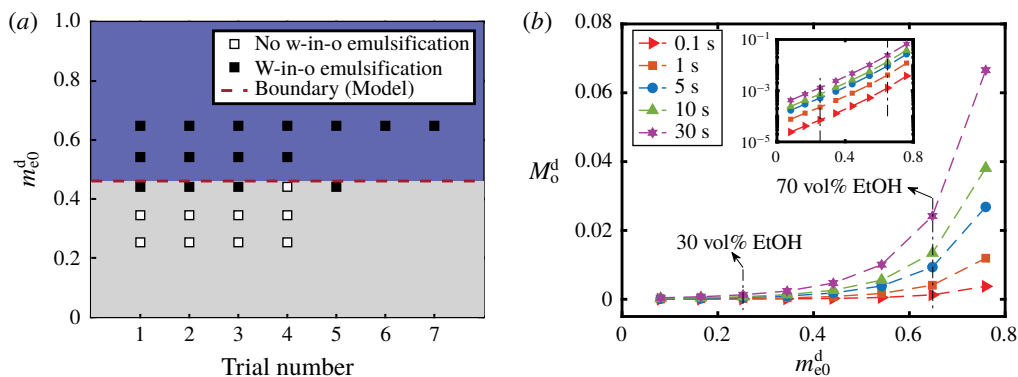 (a)
1.0
0.8
0.6
0.4
0.2
0
m^d_e0
No w-in-o emulsification
W-in-o emulsification
Boundary (Model)
1 2 3 4 5 6 7
Trial number
(b)
0.08
0.06
0.04
0.02
0
M^d_o
0.1 s
1 s
5 s
10 s
30 s
10^-1
10^-3
10^-5
0 0.4 0.8
70 vol% EtOH
30 vol% EtOH
0 0.2 0.4 0.6 0.8
m^d_e0